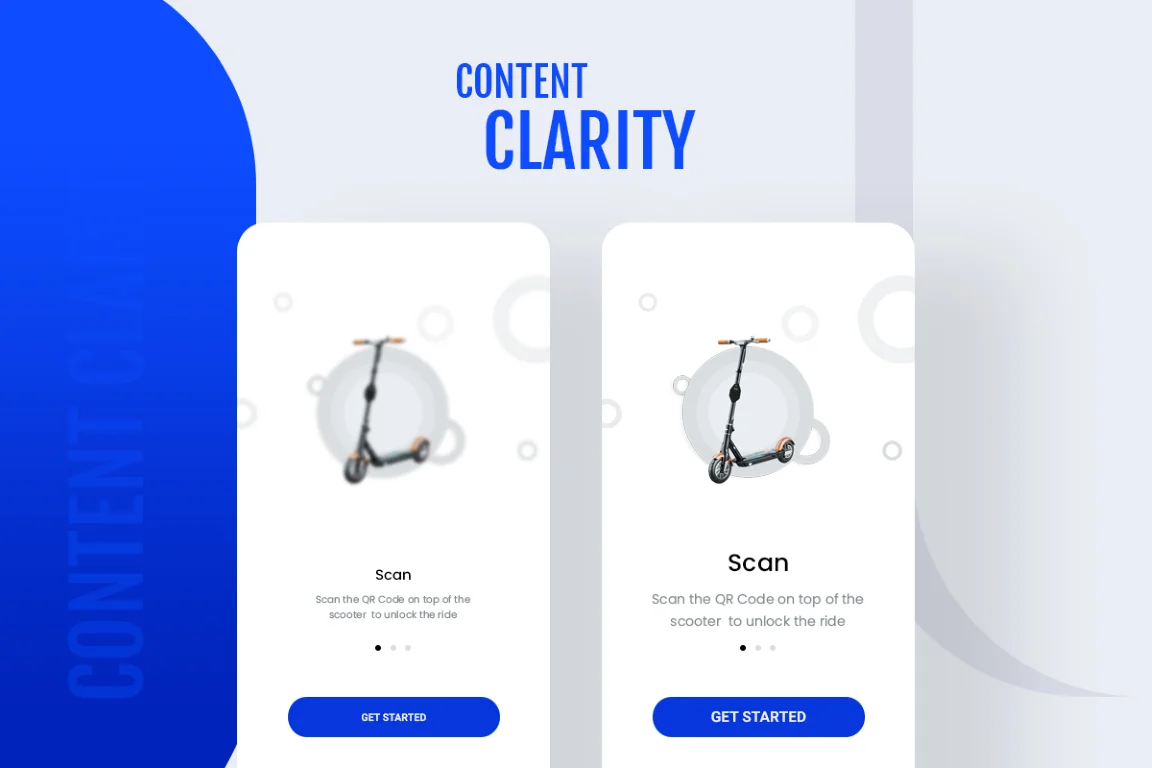 CONTENT
CLARITY
CONTENT CLARITY
Scan
Scan the QR Code on top of the
scooter to unlock the ride
GET STARTED
Scan
Scan the QR Code on top of the
scooter to unlock the ride
GET STARTED